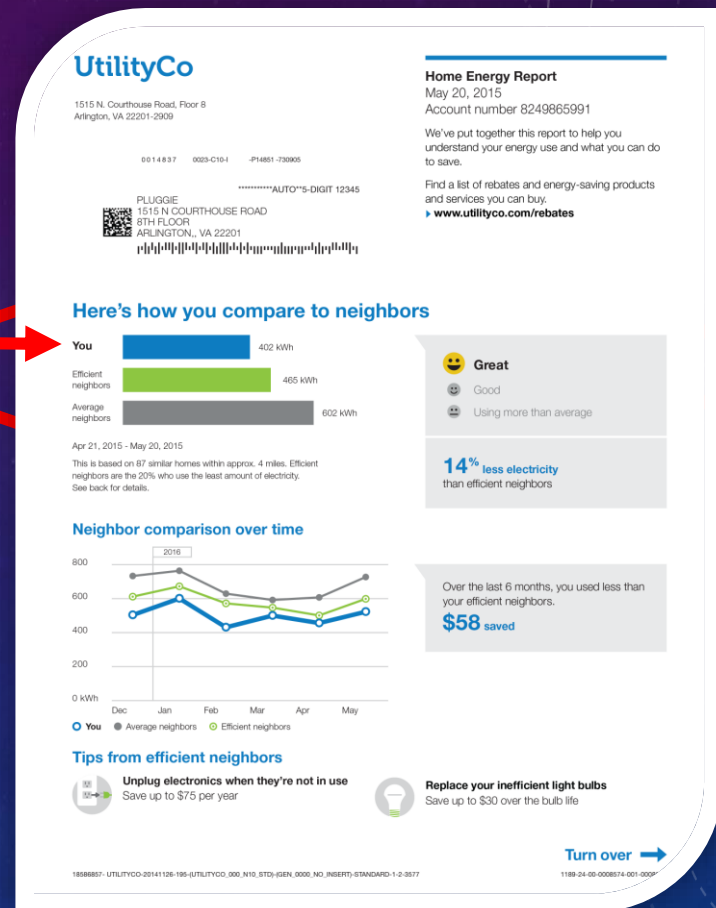 UtilityCo
1515 N. Courthouse Road, Floor 8
Arlington, VA 22201-2909
0 0 1 4 8 3 7 0023-C10-I -P14851 -730905
***********AUTO**5-DIGIT 12345
PLUGGIE
1515 N COURTHOUSE ROAD
8TH FLOOR
ARLINGTON,, VA 22201
Home Energy Report
May 20, 2015
Account number 8249865991
We've put together this report to help you
understand your energy use and what you can do
to save.
Find a list of rebates and energy-saving products
and services you can buy.
www.utilityco.com/rebates
Here's how you compare to neighbors
You
402 kWh
Efficient
neighbors
465 kWh
Average
neighbors
602 kWh
Apr 21, 2015 - May 20, 2015
This is based on 87 similar homes within approx. 4 miles. Efficient
neighbors are the 20% who use the least amount of electricity.
See back for details.
Great
Good
Using more than average
14% less electricity
than efficient neighbors
Neighbor comparison over time
2016
800
600
400
200
0 kWh
Dec Jan Feb Mar Apr May
You Average neighbors Efficient neighbors
Over the last 6 months, you used less than
your efficient neighbors.
$58 saved
Tips from efficient neighbors
Unplug electronics when they're not in use
Save up to $75 per year
Replace your inefficient light bulbs
Save up to $30 over the bulb life
Turn over
18586857- UTILITYCO-20141126-195-(UTILITYCO_000_N10_STD)-(GEN_0000_NO_INSERT)-STANDARD-1-2-3577